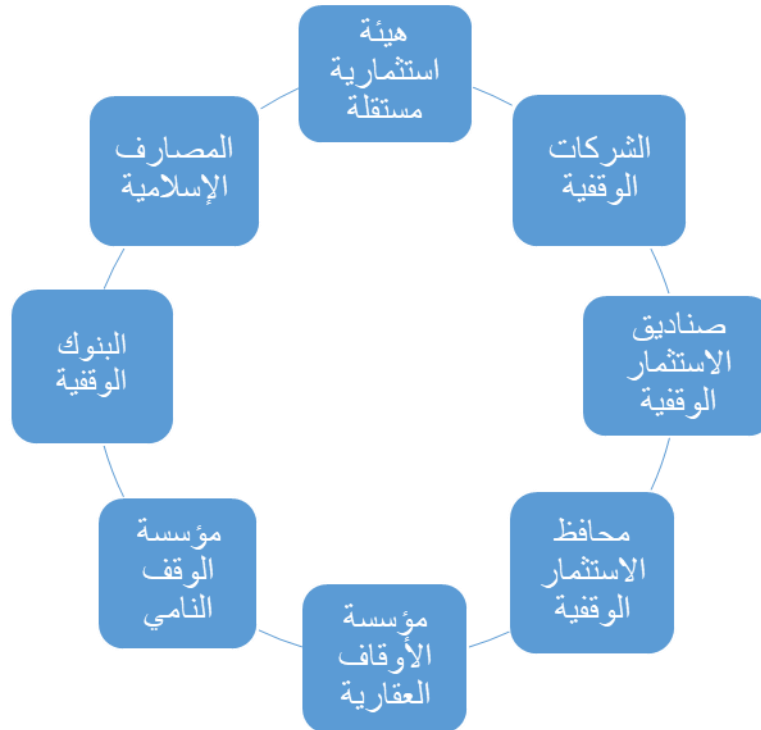 هيئة
استثمارية
مستقلة
الشركات
الوقفية
صناديق
الاستثمار
الوقفية
محافظ
الاستثمار
الوقفية
مؤسسة
الأوقاف
العقارية
مؤسسة
الوقف
النامي
البنوك
الوقفية
المصارف
الإسلامية